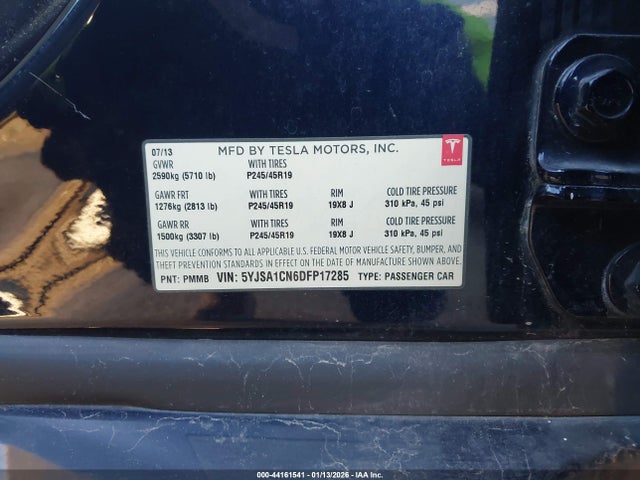 07/13 MFD BY TESLA MOTORS, INC.
TESLA
GVWR WITH TIRES
2590kg (5710 lb) P245/45R19
GAWR FRT WITH TIRES RIM COLD TIRE PRESSURE
1276kg (2813 lb) P245/45R19 19X8 J 310 kPa, 45 psi
GAWR RR WITH TIRES RIM COLD TIRE PRESSURE
1500kg (3307 lb) P245/45R19 19X8 J 310 kPa, 45 psi
THIS VEHICLE CONFORMS TO ALL APPLICABLE U.S. FEDERAL MOTOR VEHICLE SAFETY, BUMPER, AND
THEFT PREVENTION STANDARDS IN EFFECT ON THE DATE OF MANUFACTURE SHOWN ABOVE.
PNT: PMMB VIN: 5YJSA1CN6DFP17285 TYPE: PASSENGER CAR
000-44161541 - 01/13/2026 - IAA Inc.